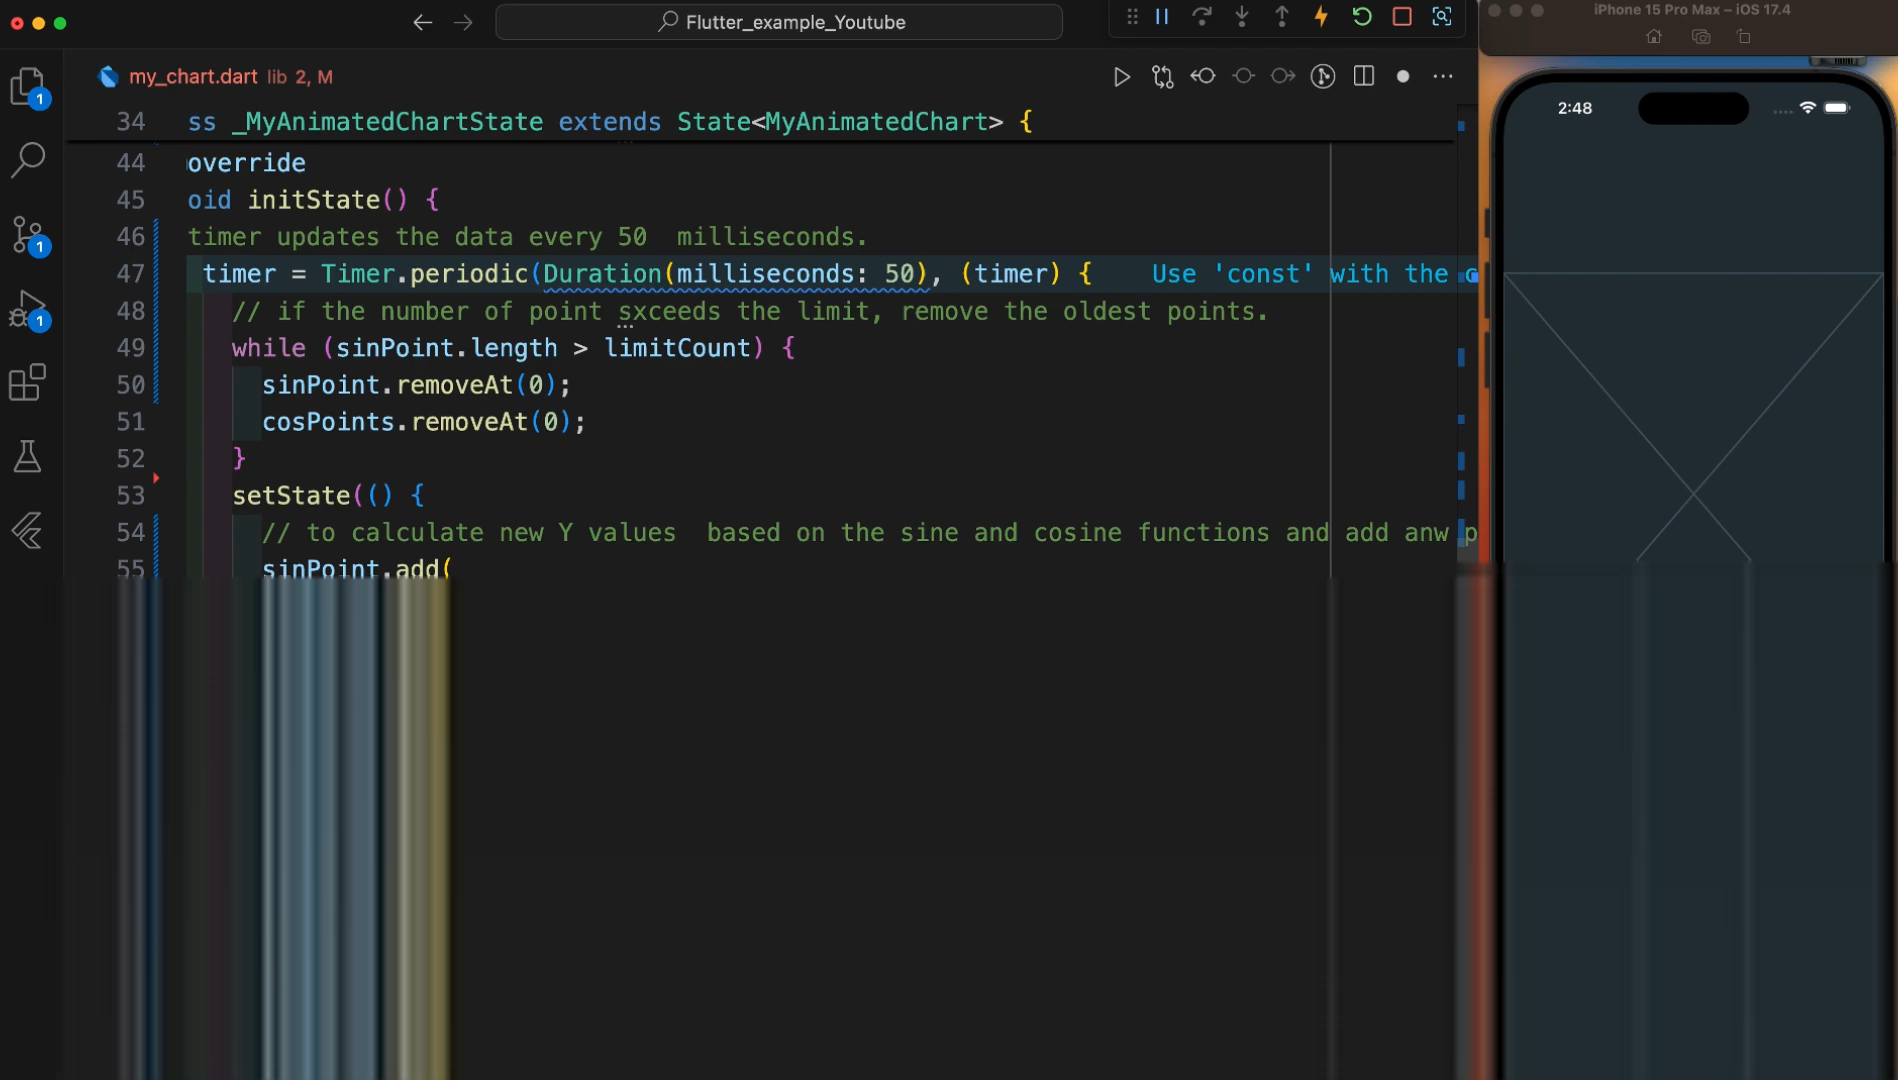 Flutter_example_Youtube
iPhone 15 Pro Max – iOS 17.4
my_chart.dart lib 2, M
2:48
34 ss _MyAnimatedChartState extends State<MyAnimatedChart> {
44 override
45 oid initState() {
46 timer updates the data every 50  milliseconds.
47 timer = Timer.periodic(Duration(milliseconds: 50), (timer) { Use 'const' with the c
48 // if the number of point sxceeds the limit, remove the oldest points.
49 while (sinPoint.length > limitCount) {
50 sinPoint.removeAt(0);
51 cosPoints.removeAt(0);
52 }
53 setState(() {
54 // to calculate new Y values  based on the sine and cosine functions and add anw p
55 sinPoint.add(
1
1
1